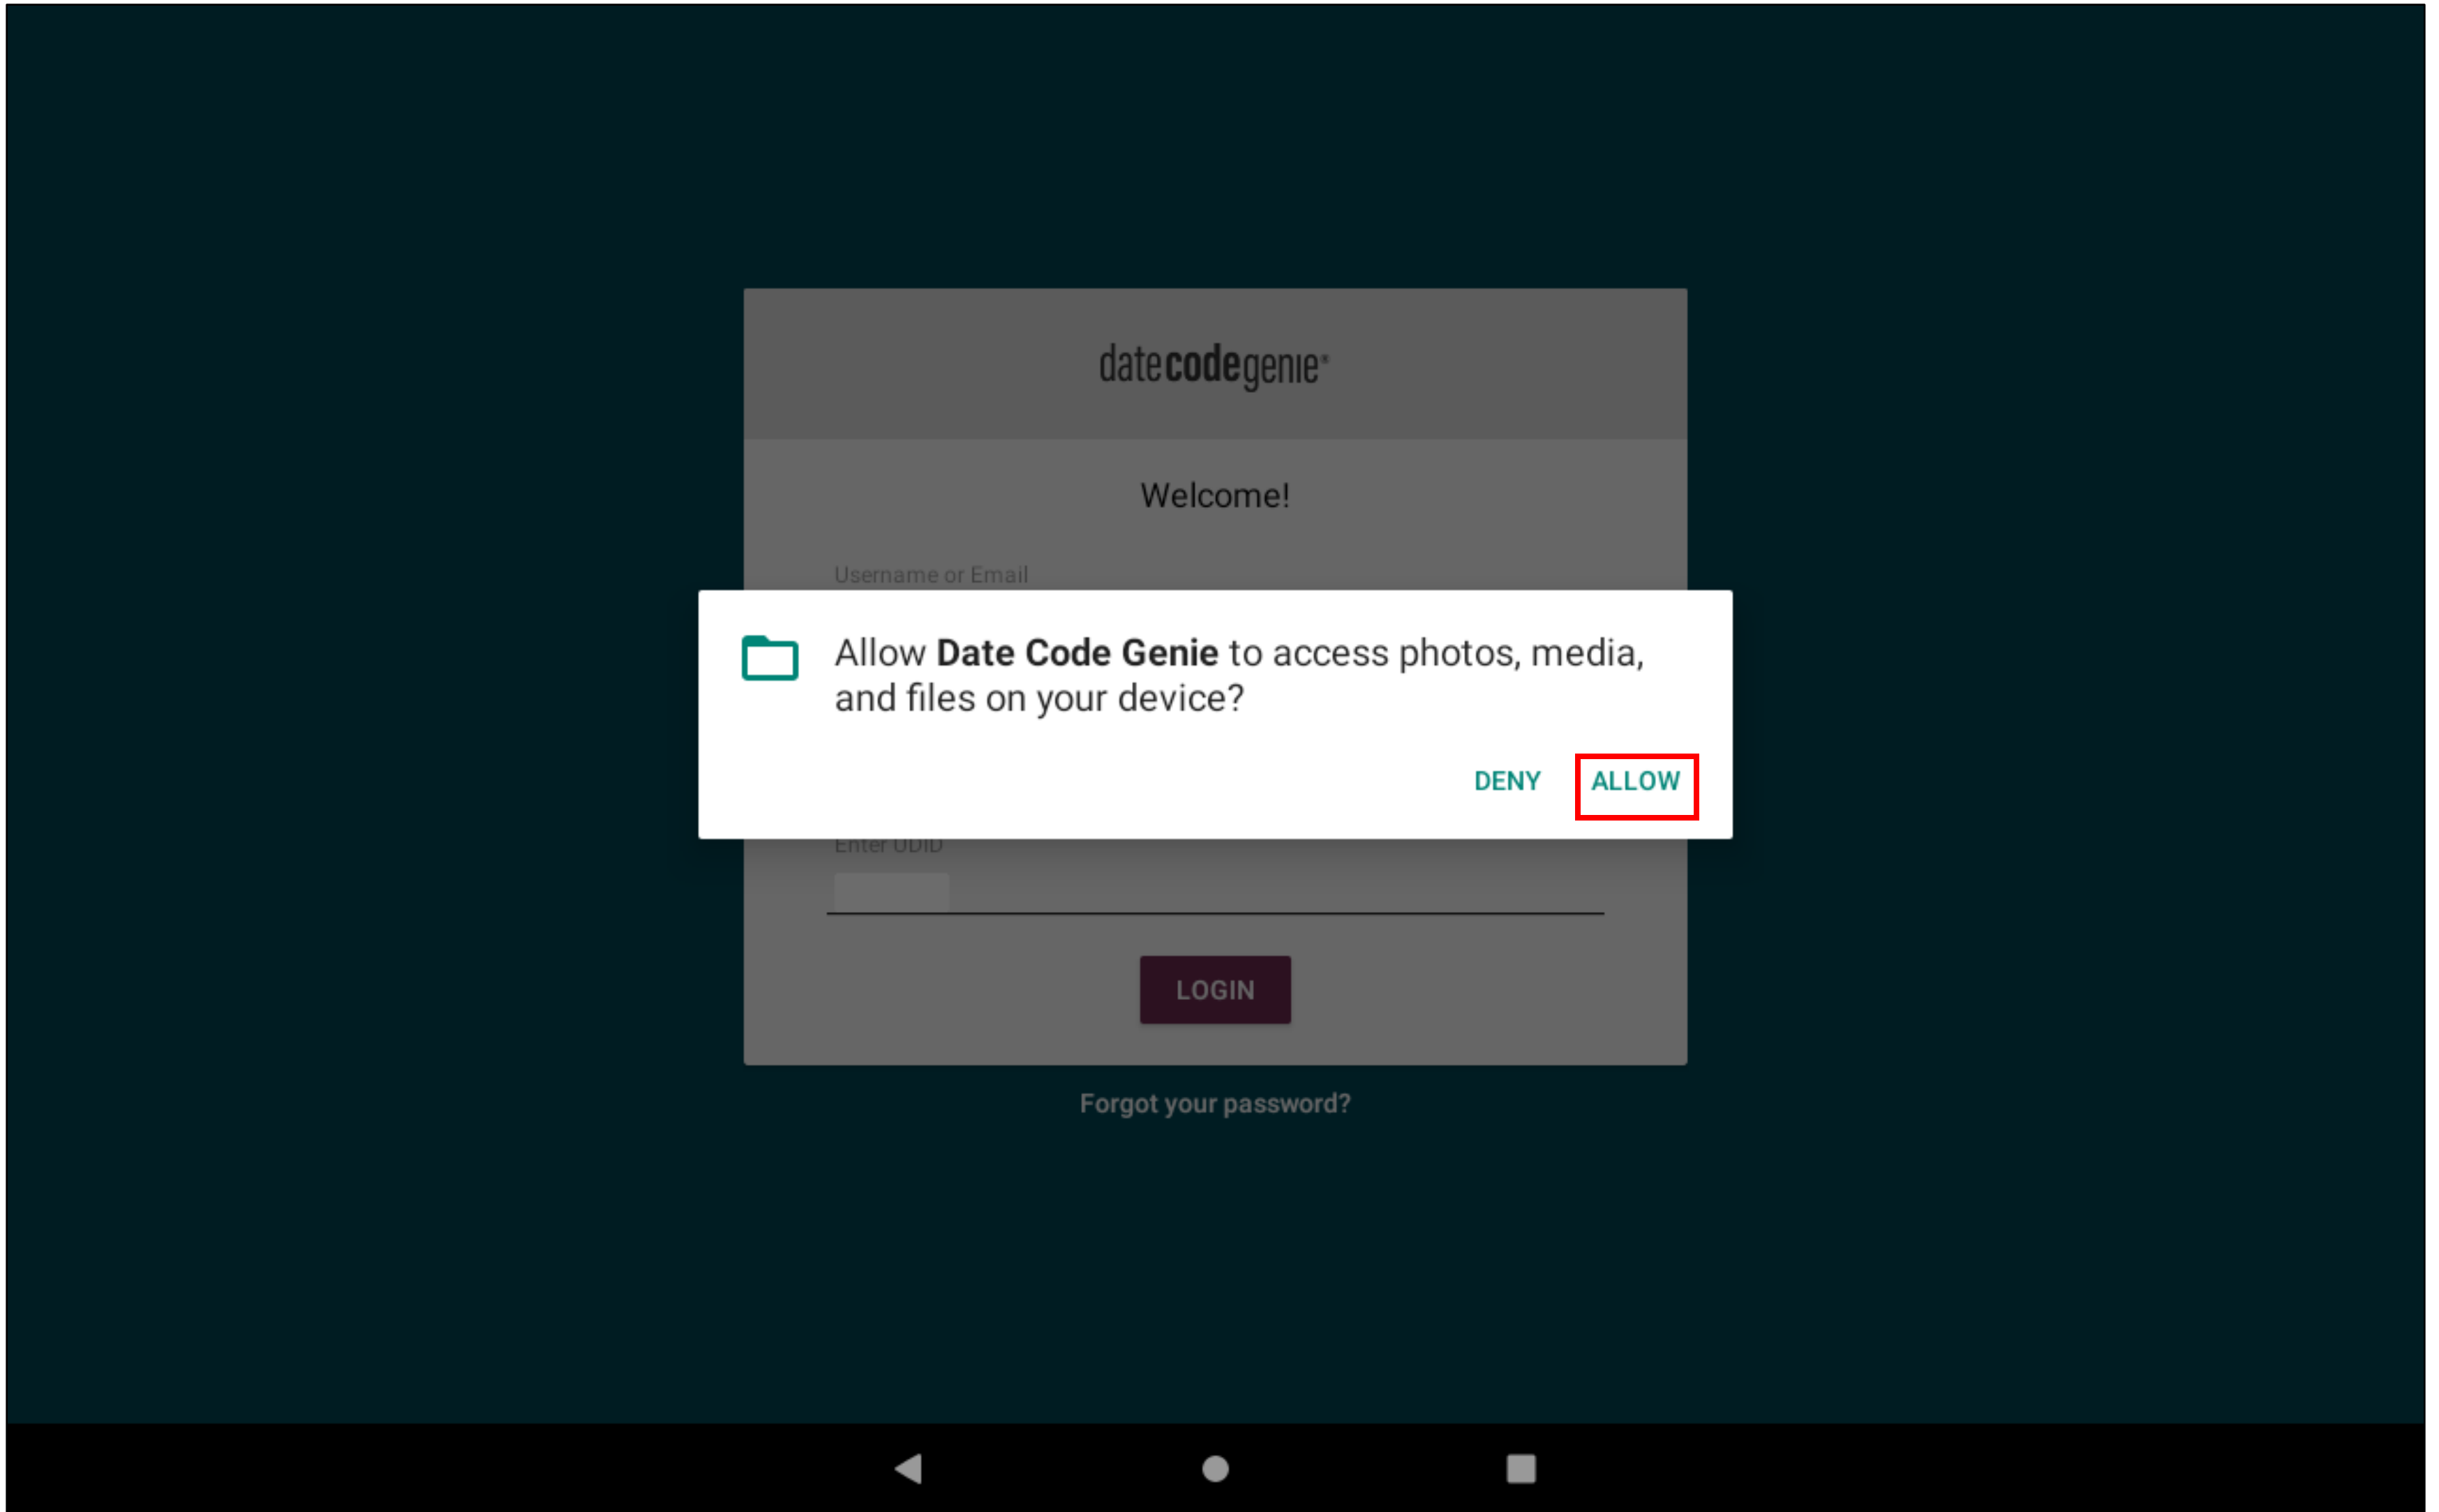 datecodegenie®
Welcome!
Username or Email
Allow Date Code Genie to access photos, media,
and files on your device?
DENY ALLOW
Enter UDID
LOGIN
Forgot your password?